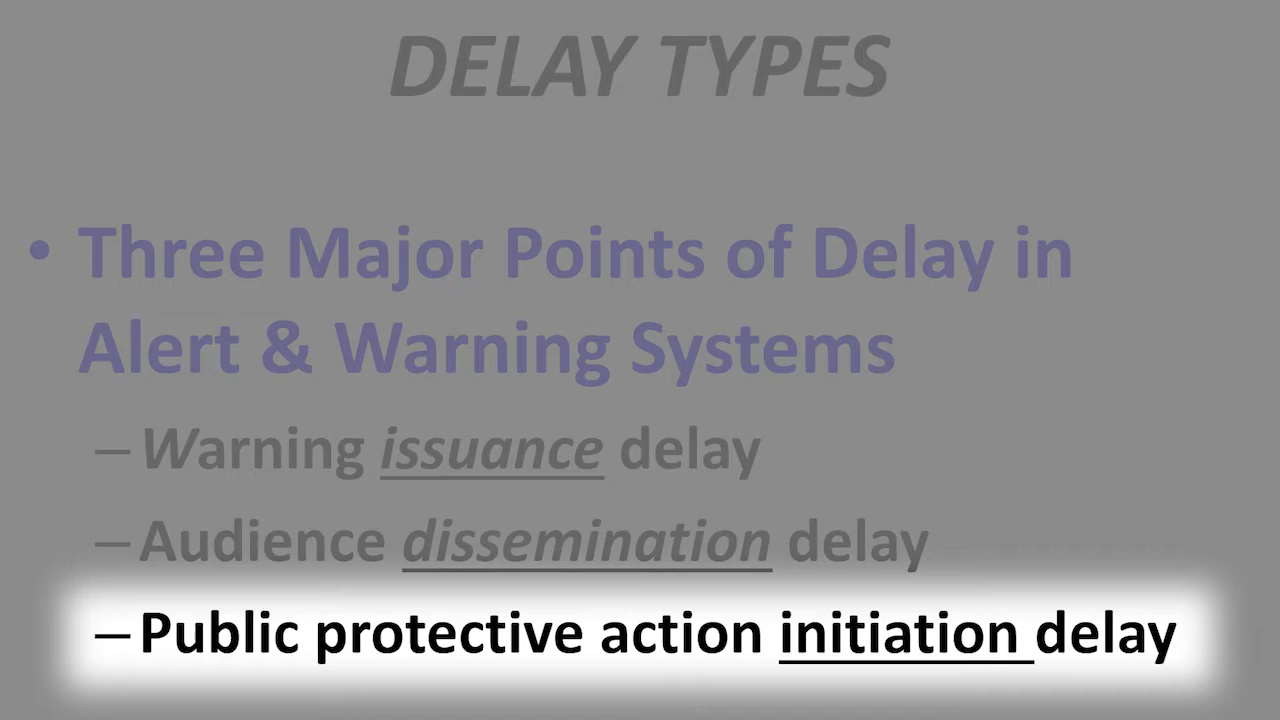 DELAY TYPES
• Three Major Points of Delay in
Alert & Warning Systems
– Warning issuance delay
– Audience dissemination delay
– Public protective action initiation delay